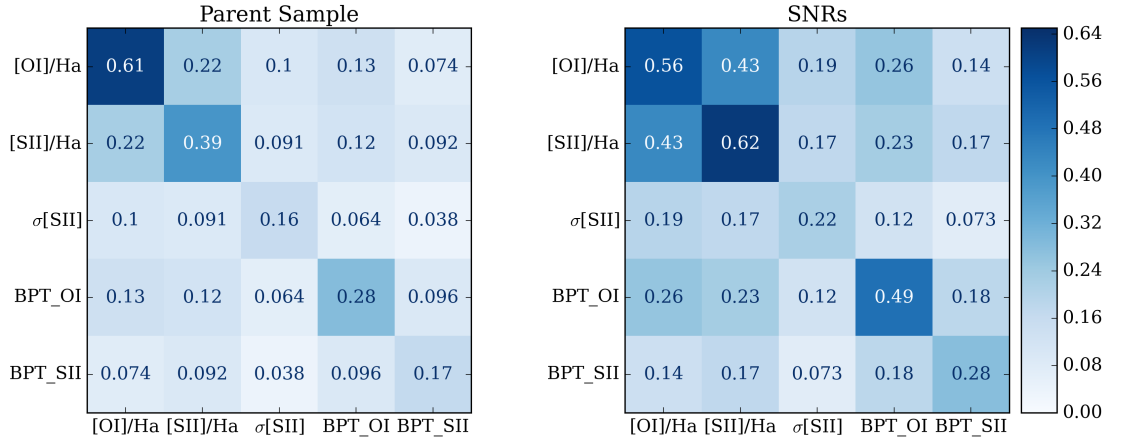 Parent Sample
[OI]/Ha 0.61 0.22 0.1 0.13 0.074
[SII]/Ha 0.22 0.39 0.091 0.12 0.092
σ[SII] 0.1 0.091 0.16 0.064 0.038
BPT_OI 0.13 0.12 0.064 0.28 0.096
BPT_SII 0.074 0.092 0.038 0.096 0.17
[OI]/Ha [SII]/Ha σ[SII] BPT_OI BPT_SII
SNRs
[OI]/Ha 0.56 0.43 0.19 0.26 0.14
[SII]/Ha 0.43 0.62 0.17 0.23 0.17
σ[SII] 0.19 0.17 0.22 0.12 0.073
BPT_OI 0.26 0.23 0.12 0.49 0.18
BPT_SII 0.14 0.17 0.073 0.18 0.28
[OI]/Ha [SII]/Ha σ[SII] BPT_OI BPT_SII
0.64
0.56
0.48
0.40
0.32
0.24
0.16
0.08
0.00